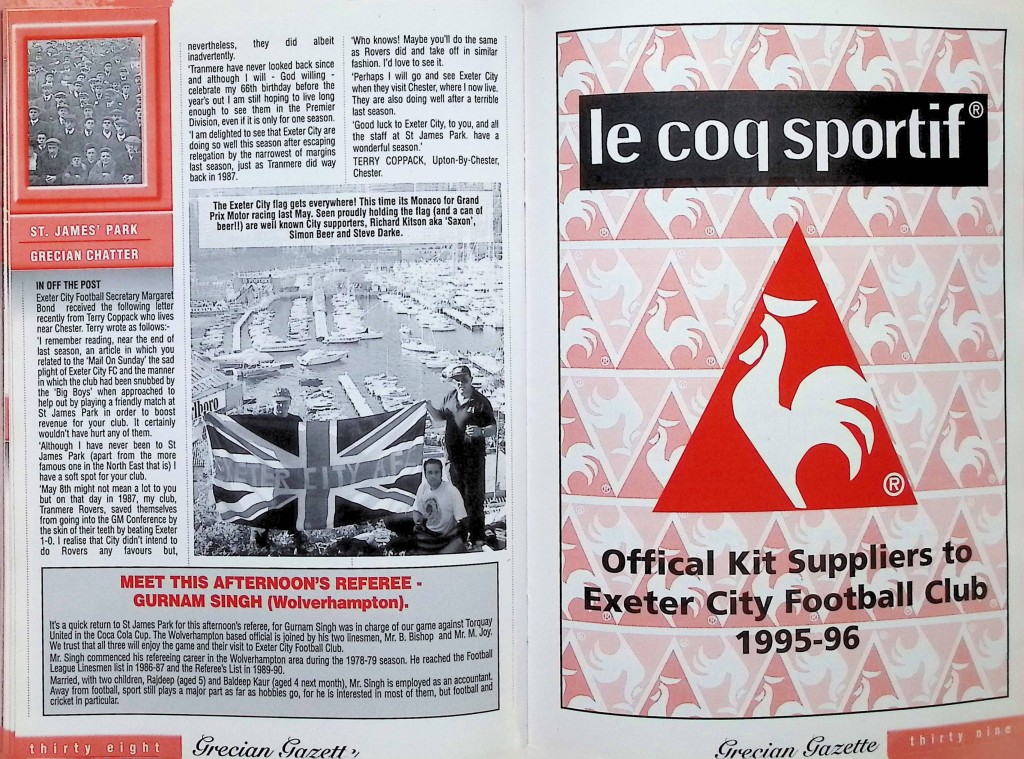 ST. JAMES' PARK
GRECIAN CHATTER
IN OFF THE POST
Exeter City Football Secretary Margaret
Bond received the following letter
recently from Terry Coppack who lives
near Chester. Terry wrote as follows:-
'I remember reading, near the end of
last season, an article in which you
related to the 'Mail On Sunday' the sad
plight of Exeter City FC and the manner
in which the club had been snubbed by
the 'Big Boys' when approached to
help out by playing a friendly match at
St James Park in order to boost
revenue for your club. It certainly
wouldn't have hurt any of them.
'Although I have never been to St
James Park (apart from the more
famous one in the North East that is) I
have a soft spot for your club.
'May 8th might not mean a lot to you
but on that day in 1987, my club,
Tranmere Rovers, saved themselves
from going into the GM Conference by
the skin of their teeth by beating Exeter
1-0. I realise that City didn't intend to
do Rovers any favours but,
nevertheless, they did albeit
inadvertently.
'Tranmere have never looked back since
and although I will - God willing -
celebrate my 66th birthday before the
year's out I am still hoping to live long
enough to see them in the Premier
Division, even if it is only for one season.
'I am delighted to see that Exeter City are
doing so well this season after escaping
relegation by the narrowest of margins
last season, just as Tranmere did way
back in 1987.
'Who knows! Maybe you'll do the same
as Rovers did and take off in similar
fashion. I'd love to see it.
'Perhaps I will go and see Exeter City
when they visit Chester, where I now live.
They are also doing well after a terrible
last season.
'Good luck to Exeter City, to you, and all
the staff at St James Park. have a
wonderful season.'
TERRY COPPACK, Upton-By-Chester,
Chester.
The Exeter City flag gets everywhere! This time its Monaco for Grand
Prix Motor racing last May. Seen proudly holding the flag (and a can of
beer!!) are well known City supporters, Richard Kitson aka 'Saxon',
Simon Beer and Steve Darke.
lboro
EXETER CITY AFC
MEET THIS AFTERNOON'S REFEREE -
GURNAM SINGH (Wolverhampton).
It's a quick return to St James Park for this afternoon's referee, for Gurnam Singh was in charge of our game against Torquay
United in the Coca Cola Cup. The Wolverhampton based official is joined by his two linesmen, Mr. B. Bishop and Mr. M. Joy.
We trust that all three will enjoy the game and their visit to Exeter City Football Club.
Mr. Singh commenced his refereeing career in the Wolverhampton area during the 1978-79 season. He reached the Football
League Linesmen list in 1986-87 and the Referee's List in 1989-90.
Married, with two children, Rajdeep (aged 5) and Baldeep Kaur (aged 4 next month), Mr. Singh is employed as an accountant.
Away from football, sport still plays a major part as far as hobbies go, for he is interested in most of them, but football and
cricket in particular.
thirty eight
Grecian Gazette
le coq sportif®
®
Offical Kit Suppliers to
Exeter City Football Club
1995-96
Grecian Gazette
thirty nine